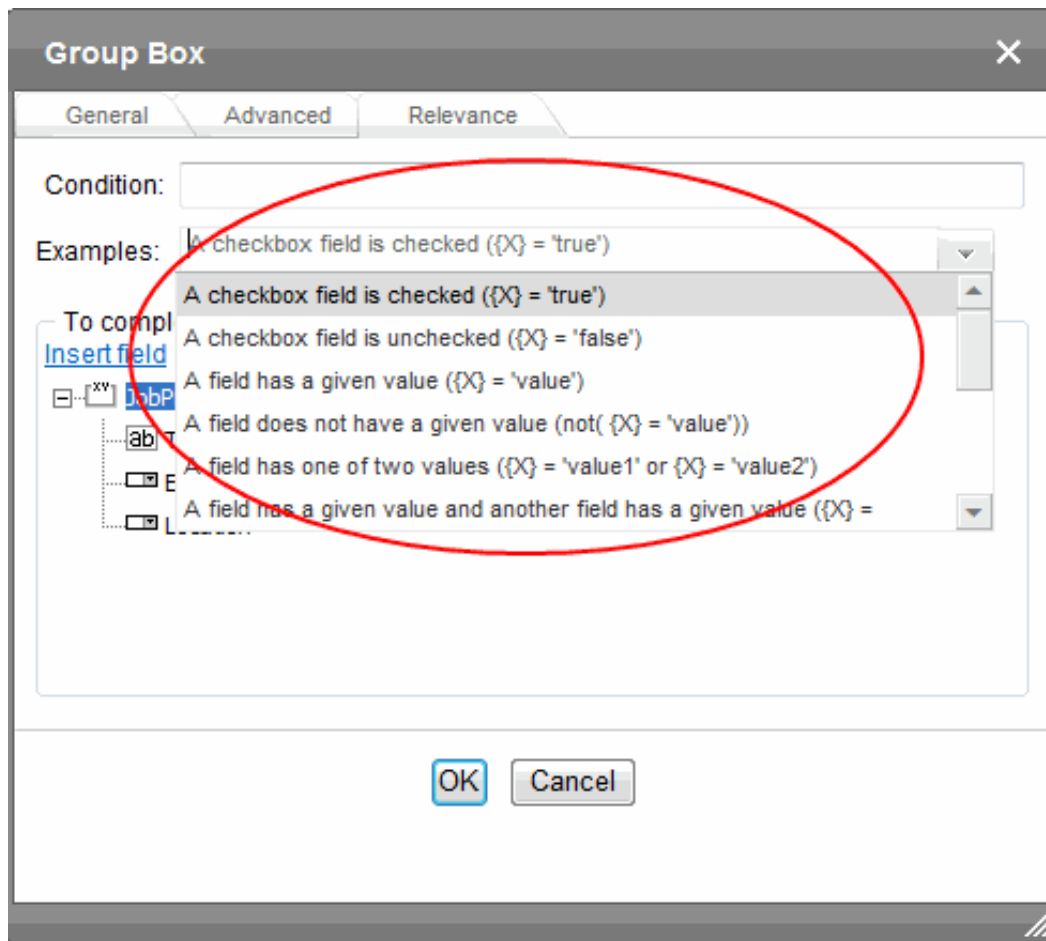 Group Box
General Advanced Relevance
Condition:
Examples: A checkbox field is checked ({X} = 'true')
A checkbox field is checked ({X} = 'true')
To compl
A checkbox field is unchecked ({X} = 'false')
Insert field
A field has a given value ({X} = 'value')
JobP
A field does not have a given value (not( {X} = 'value'))
ab
A field has one of two values ({X} = 'value1' or {X} = 'value2')
E
A field has a given value and another field has a given value ({X} =
OK Cancel